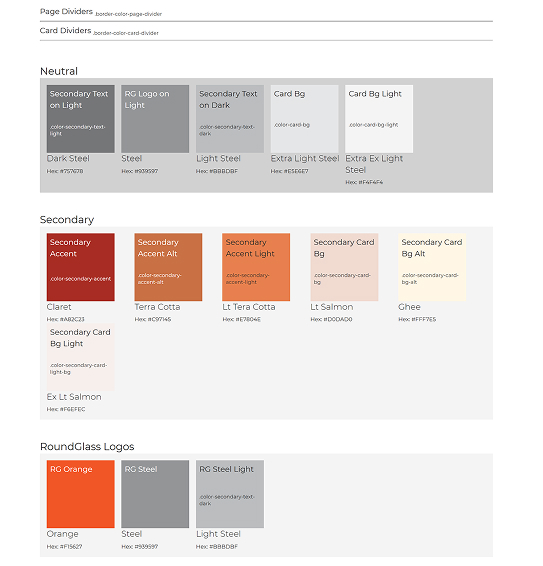 Page Dividers .border-color-page-divider
Card Dividers .border-color-card-divider
Neutral
Secondary Text on Light
.color-secondary-text-light
Dark Steel
Hex: #757678
RG Logo on Light
Steel
Hex: #939597
Secondary Text on Dark
.color-secondary-text-dark
Light Steel
Hex: #BBBDBF
Card Bg
.color-card-bg
Extra Light Steel
Hex: #E5E6E7
Card Bg Light
.color-card-bg-light
Extra Ex Light Steel
Hex: #F4F4F4
Secondary
Secondary Accent
.color-secondary-accent
Claret
Hex: #A82C23
Secondary Accent Alt
.color-secondary-accent-alt
Terra Cotta
Hex: #C97145
Secondary Accent Light
.color-secondary-accent-light
Lt Tera Cotta
Hex: #E7804E
Secondary Card Bg
.color-secondary-card-bg
Lt Salmon
Hex: #D0DAD0
Secondary Card Bg Alt
.color-secondary-card-bg-alt
Ghee
Hex: #FFF7E5
Secondary Card Bg Light
.color-secondary-card-light-bg
Ex Lt Salmon
Hex: #F6EFEC
RoundGlass Logos
RG Orange
Orange
Hex: #F15627
RG Steel
Steel
Hex: #939597
RG Steel Light
.color-secondary-text-dark
Light Steel
Hex: #BBBDBF